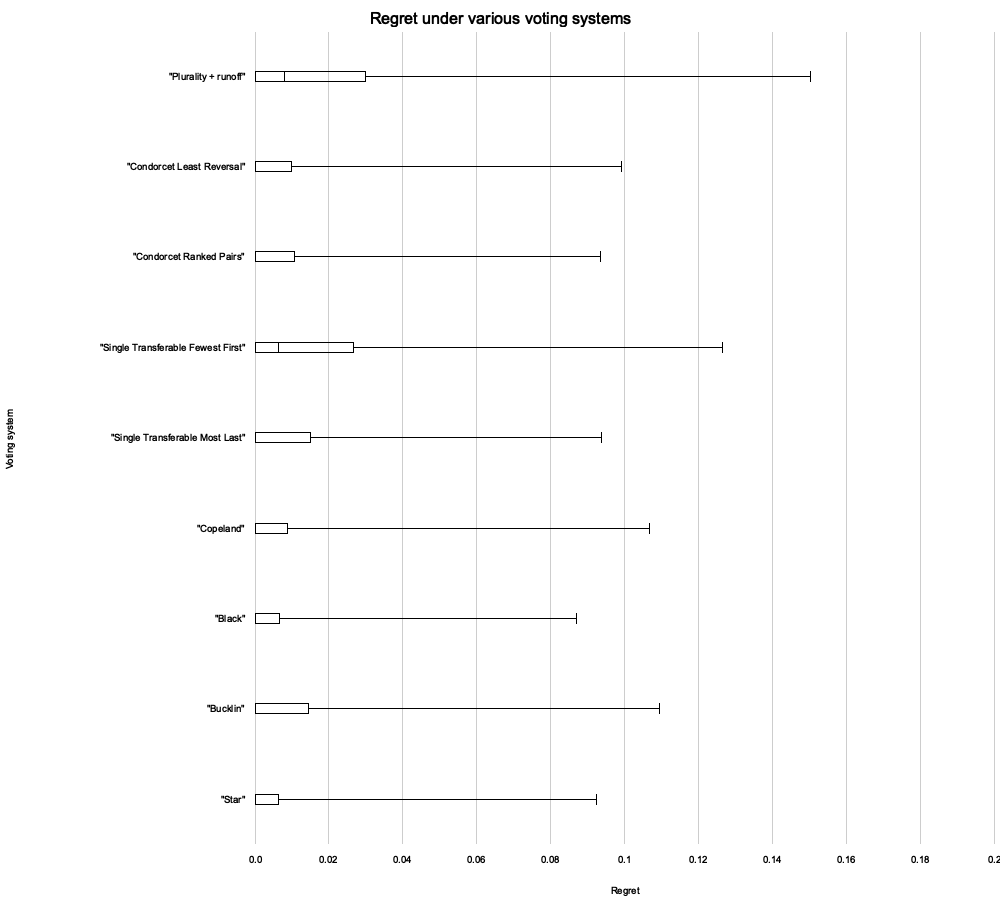 Regret under various voting systems
"Plurality + runoff"
"Condorcet Least Reversal"
"Condorcet Ranked Pairs"
"Single Transferable Fewest First"
"Single Transferable Most Last"
"Copeland"
"Black"
"Bucklin"
"Star"
Voting system
0.0 0.02 0.04 0.06 0.08 0.1 0.12 0.14 0.16 0.18 0.2
Regret